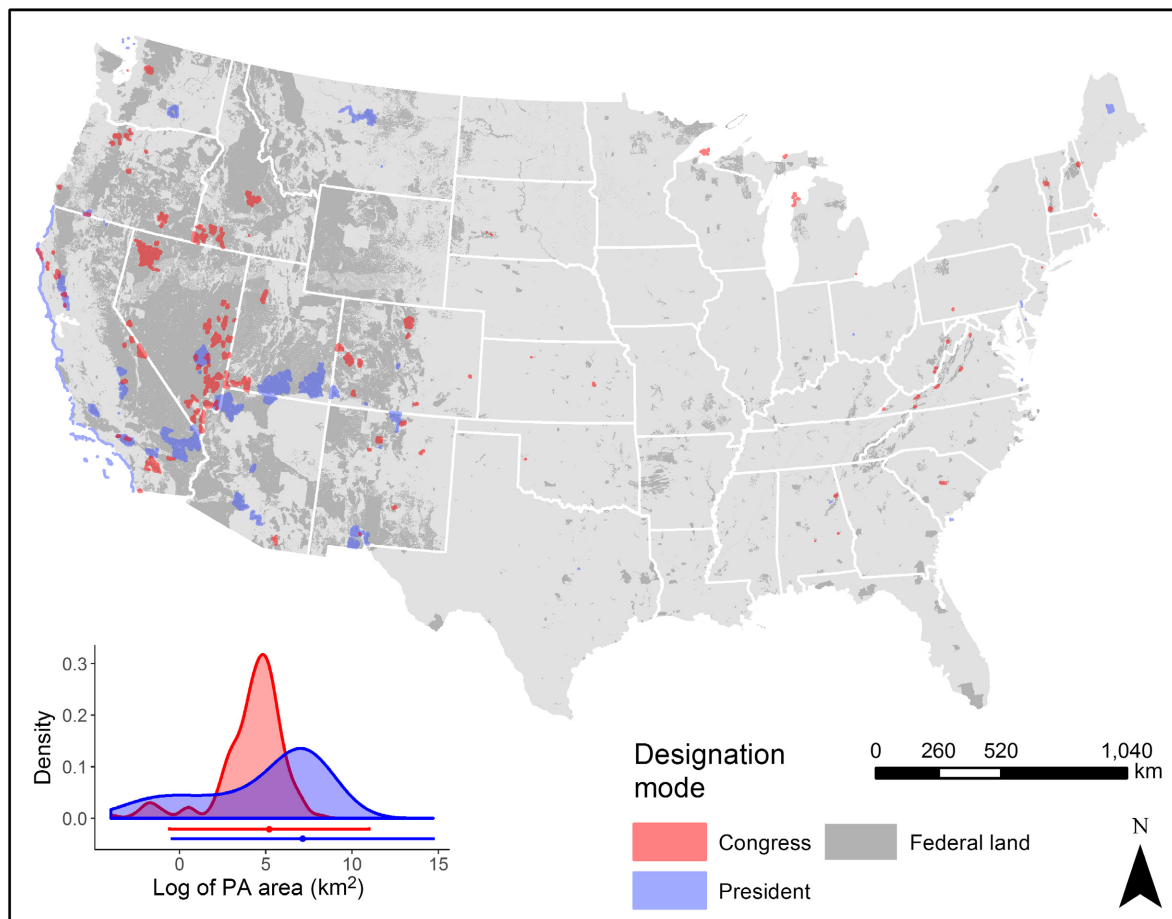 0.3
0.2
0.1
0.0
Density
0 5 10 15
Log of PA area (km²)
Designation
mode
Congress
President
Federal land
0 260 520 1,040
km
N